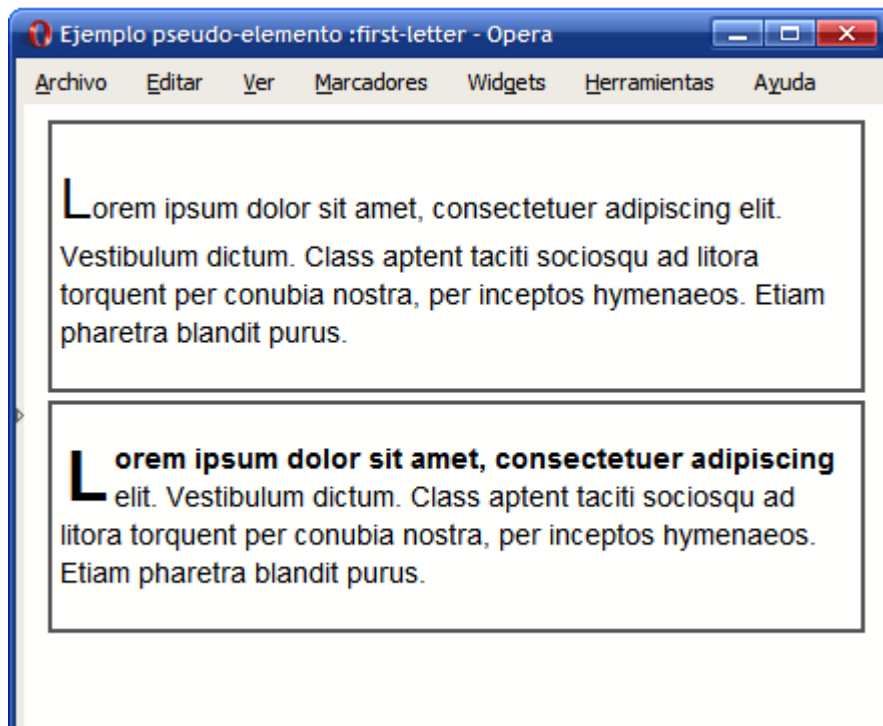 Ejemplo pseudo-elemento :first-letter - Opera
Archivo Editar Ver Marcadores Widgets Herramientas Ayuda
Lorem ipsum dolor sit amet, consectetuer adipiscing elit.
Vestibulum dictum. Class aptent taciti sociosqu ad litora
torquent per conubia nostra, per inceptos hymenaeos. Etiam
pharetra blandit purus.
Lorem ipsum dolor sit amet, consectetuer adipiscing
elit. Vestibulum dictum. Class aptent taciti sociosqu ad
litora torquent per conubia nostra, per inceptos hymenaeos.
Etiam pharetra blandit purus.